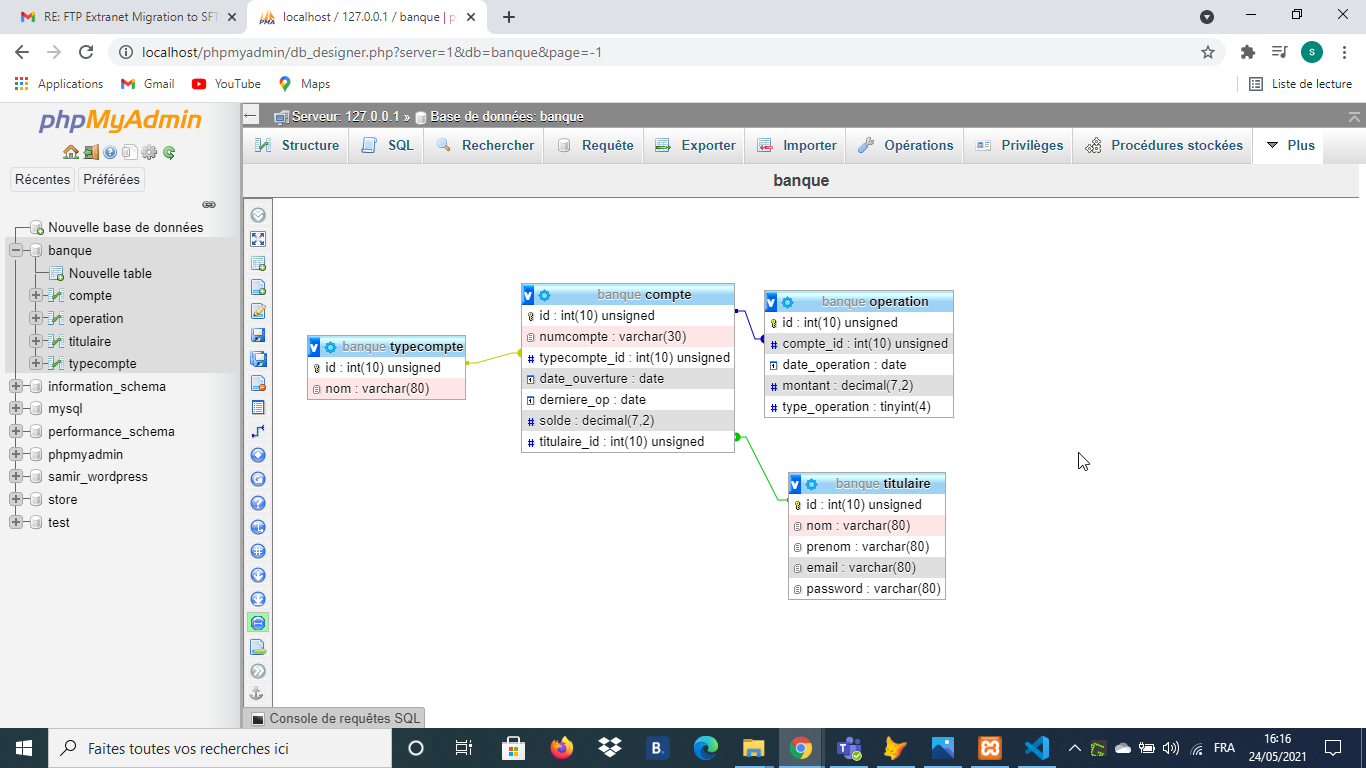 RE: FTP Extranet Migration to SFT
localhost / 127.0.0.1 / banque | p
localhost/phpmyadmin/db_designer.php?server=1&db=banque&page=-1
S
Applications
Gmail
YouTube
Maps
Liste de lecture
phpMyAdmin
Récentes
Préférées
Nouvelle base de données
banque
Nouvelle table
compte
operation
titulaire
typecompte
information_schema
mysql
performance_schema
phpmyadmin
samir_wordpress
store
test
Serveur: 127.0.0.1 » Base de données: banque
Structure
SQL
Rechercher
Requête
Exporter
Importer
Opérations
Privilèges
Procédures stockées
Plus
banque
banque typecompte
id : int(10) unsigned
nom : varchar(80)
banque compte
id : int(10) unsigned
numcompte : varchar(30)
typecompte_id : int(10) unsigned
date_ouverture : date
derniere_op : date
solde : decimal(7,2)
titulaire_id : int(10) unsigned
banque operation
id : int(10) unsigned
compte_id : int(10) unsigned
date_operation : date
montant : decimal(7,2)
type_operation : tinyint(4)
banque titulaire
id : int(10) unsigned
nom : varchar(80)
prenom : varchar(80)
email : varchar(80)
password : varchar(80)
Console de requêtes SQL
Faites toutes vos recherches ici
FRA
16:16
24/05/2021